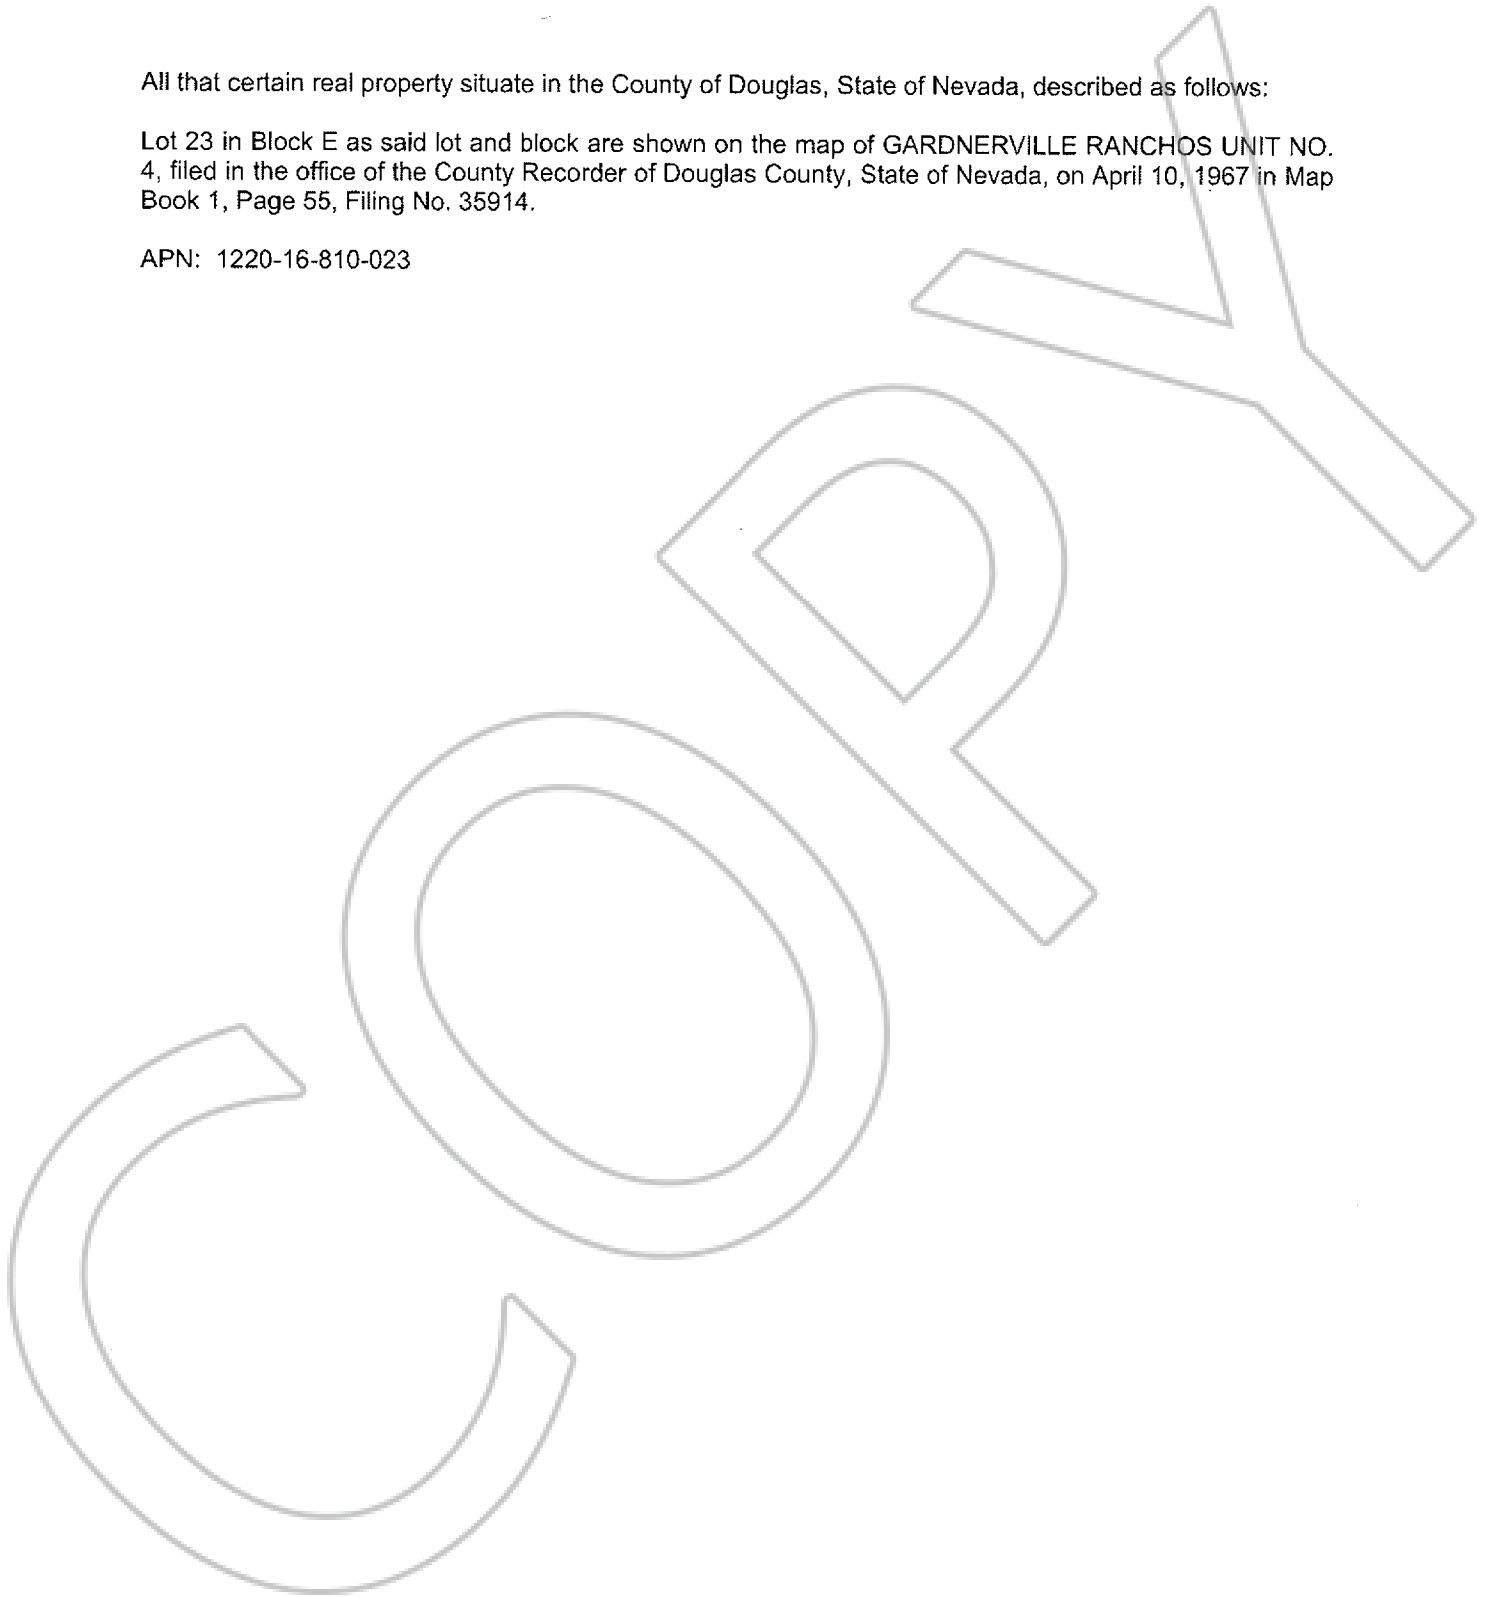 All that certain real property situate in the County of Douglas, State of Nevada, described as follows:
Lot 23 in Block E as said lot and block are shown on the map of GARDNERVILLE RANCHOS UNIT NO.
4, filed in the office of the County Recorder of Douglas County, State of Nevada, on April 10, 1967 in Map
Book 1, Page 55, Filing No. 35914.
APN: 1220-16-810-023
COPY